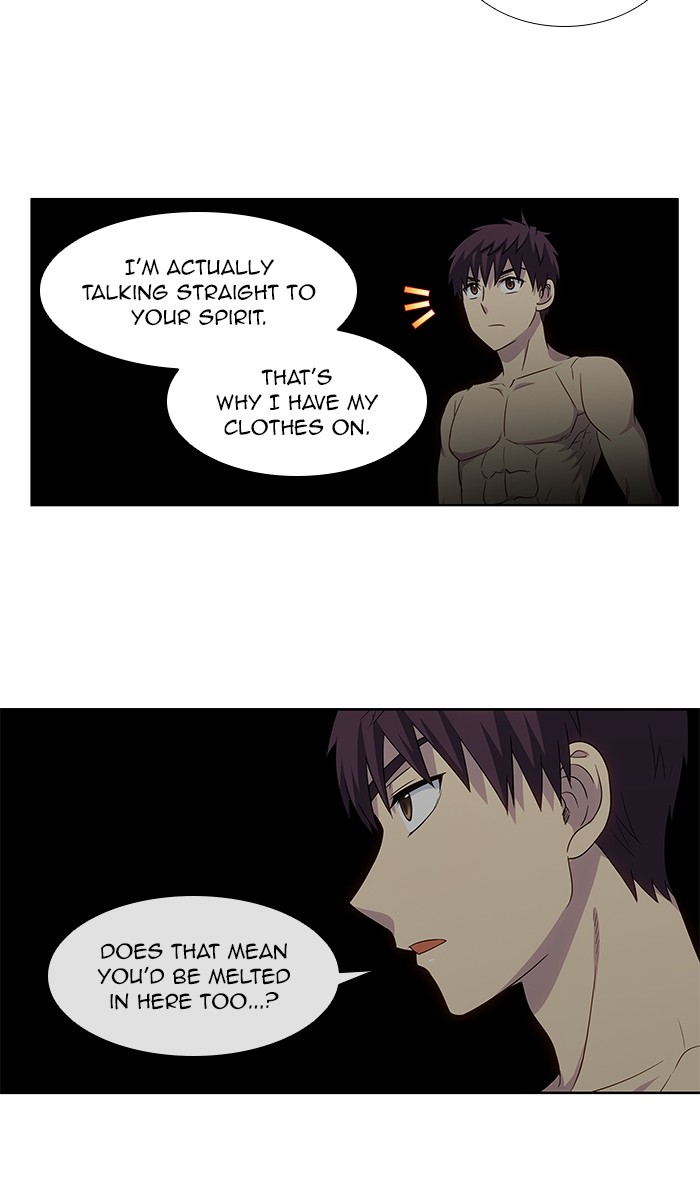 I'M ACTUALLY
TALKING STRAIGHT TO
YOUR SPIRIT.
THAT'S
WHY I HAVE MY
CLOTHES ON.
DOES THAT MEAN
YOU'D BE MELTED
IN HERE TOO...?